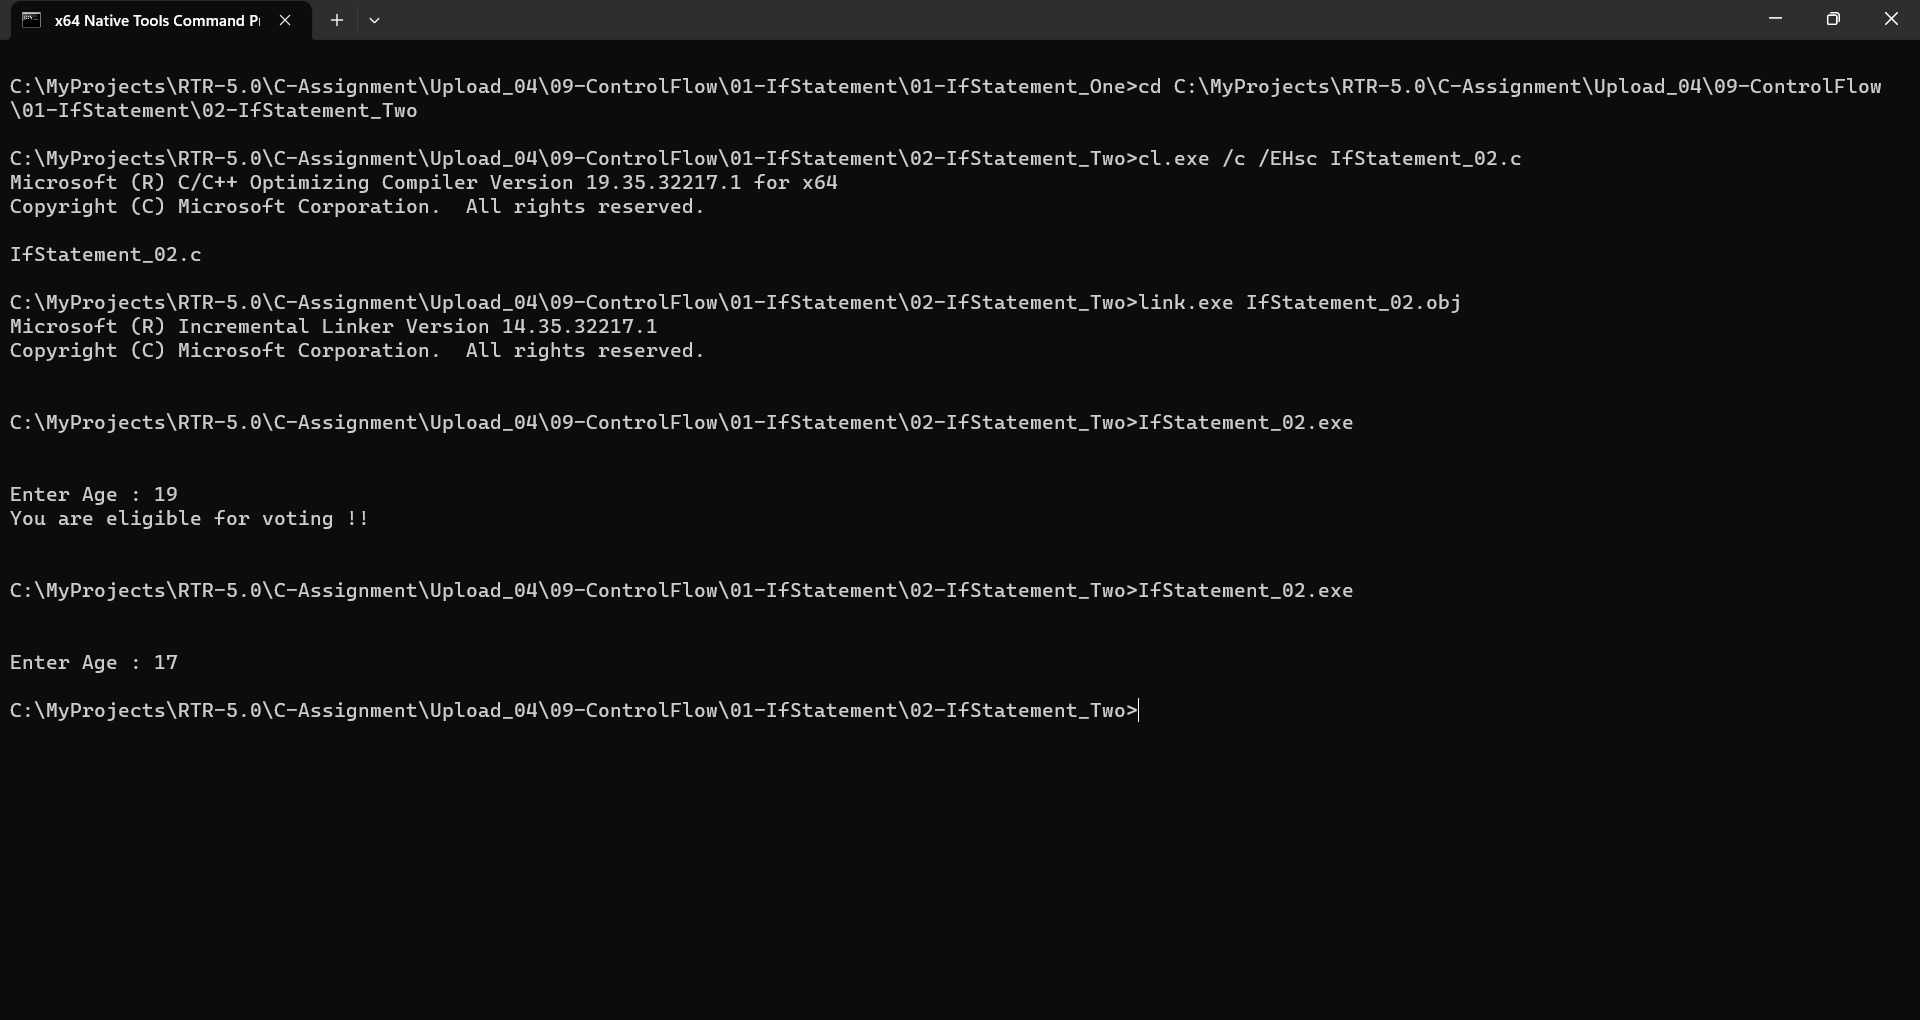 x64 Native Tools Command P
C:\MyProjects\RTR-5.0\C-Assignment\Upload_04\09-ControlFlow\01-IfStatement\01-IfStatement_One>cd C:\MyProjects\RTR-5.0\C-Assignment\Upload_04\09-ControlFlow
\01-IfStatement\02-IfStatement_Two
C:\MyProjects\RTR-5.0\C-Assignment\Upload_04\09-ControlFlow\01-IfStatement\02-IfStatement_Two>cl.exe /c /EHsc IfStatement_02.c
Microsoft (R) C/C++ Optimizing Compiler Version 19.35.32217.1 for x64
Copyright (C) Microsoft Corporation.  All rights reserved.
IfStatement_02.c
C:\MyProjects\RTR-5.0\C-Assignment\Upload_04\09-ControlFlow\01-IfStatement\02-IfStatement_Two>link.exe IfStatement_02.obj
Microsoft (R) Incremental Linker Version 14.35.32217.1
Copyright (C) Microsoft Corporation.  All rights reserved.
C:\MyProjects\RTR-5.0\C-Assignment\Upload_04\09-ControlFlow\01-IfStatement\02-IfStatement_Two>IfStatement_02.exe
Enter Age : 19
You are eligible for voting !!
C:\MyProjects\RTR-5.0\C-Assignment\Upload_04\09-ControlFlow\01-IfStatement\02-IfStatement_Two>IfStatement_02.exe
Enter Age : 17
C:\MyProjects\RTR-5.0\C-Assignment\Upload_04\09-ControlFlow\01-IfStatement\02-IfStatement_Two>